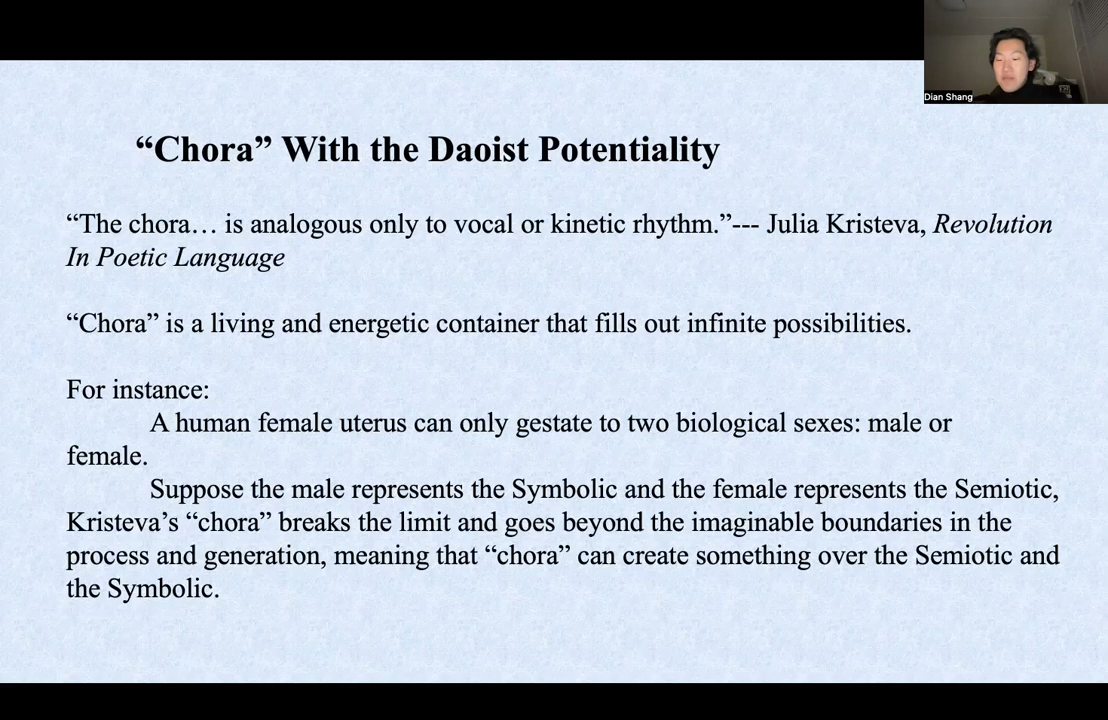 Dian Shang
“Chora” With the Daoist Potentiality
“The chora… is analogous only to vocal or kinetic rhythm.”--- Julia Kristeva, Revolution
In Poetic Language
“Chora” is a living and energetic container that fills out infinite possibilities.
For instance:
A human female uterus can only gestate to two biological sexes: male or
female.
Suppose the male represents the Symbolic and the female represents the Semiotic,
Kristeva’s “chora” breaks the limit and goes beyond the imaginable boundaries in the
process and generation, meaning that “chora” can create something over the Semiotic and
the Symbolic.